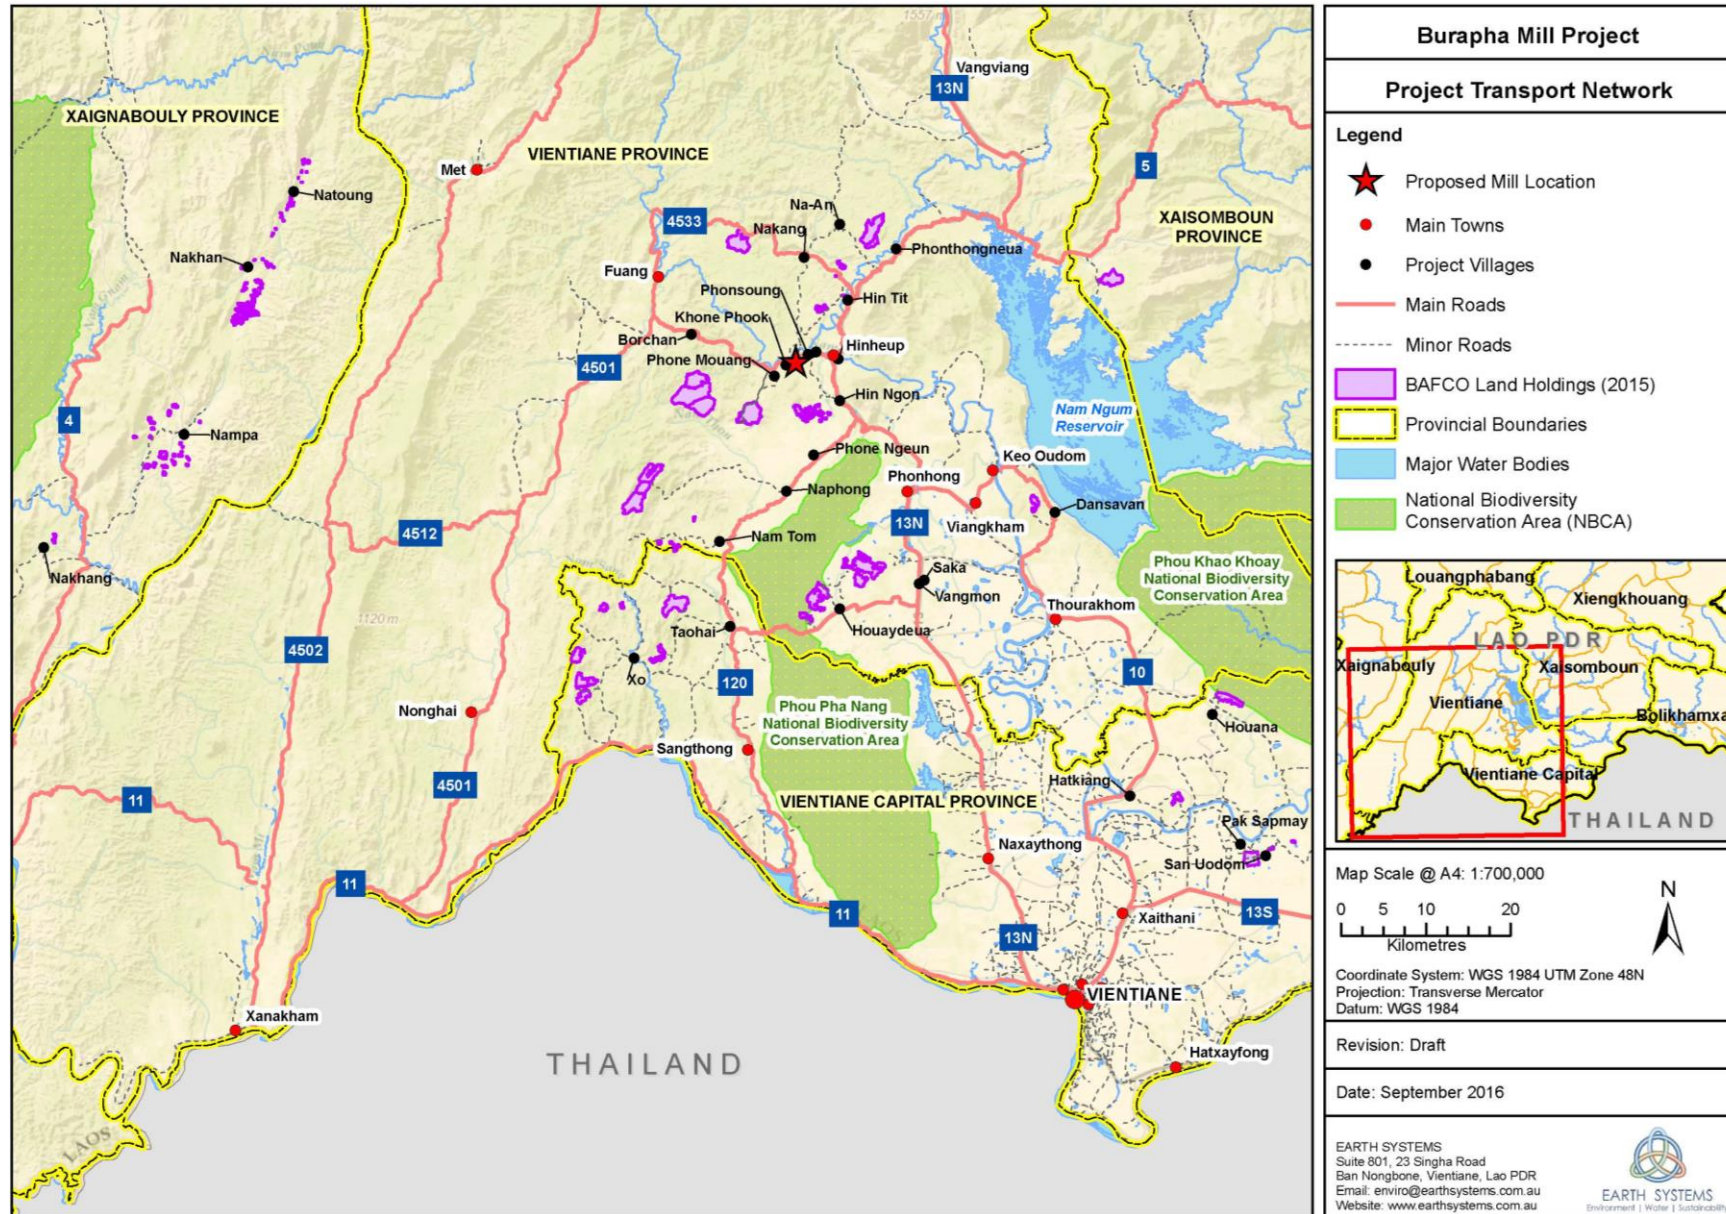 1557 m
Vangviang
13N
XAIGNABOULY PROVINCE
VIENTIANE PROVINCE
Met
5
Natoung
Na-An
XAISOMBOUN
PROVINCE
4533
Nakang
Phonthongneua
Nakhan
Fuang
Phonsoung
Hin Tit
Khone Phook
Borchan
Hinheup
Phone Mouang
4501
Hin Ngon
Nam Ngum
Reservoir
4
Nampa
Phone Ngeun
Keo Oudom
Naphong
Phonhong
Dansavan
13N
Viangkham
4512
Nam Tom
Nakhang
Saka
Vangmon
Phou Khao Khoay
National Biodiversity
Conservation Area
1120 m
Houaydeua
Thourakhom
Taohai
4502
Xo
120
10
Nonghai
Phou Pha Nang
National Biodiversity
Conservation Area
Houana
Sangthong
4501
Hatkiang
11
VIENTIANE CAPITAL PROVINCE
Pak Sapmay
Naxaythong
San Uodom
11
11
Xaithani
13S
13N
VIENTIANE
Xanakham
THAILAND
Hatxayfong
LAOS
Burapha Mill Project
Project Transport Network
Legend
Proposed Mill Location
Main Towns
Project Villages
Main Roads
Minor Roads
BAFCO Land Holdings (2015)
Provincial Boundaries
Major Water Bodies
National Biodiversity
Conservation Area (NBCA)
Louangphabang
Xiengkhouang
LAO PDR
Xaignabouly
Xaisomboun
Vientiane
Bolikhamxa
Vientiane Capital
THAILAND
Map Scale @ A4: 1:700,000
N
0 5 10 20
Kilometres
Coordinate System: WGS 1984 UTM Zone 48N
Projection: Transverse Mercator
Datum: WGS 1984
Revision: Draft
Date: September 2016
EARTH SYSTEMS
Suite 801, 23 Singha Road
Ban Nongbone, Vientiane, Lao PDR
Email: enviro@earthsystems.com.au
Website: www.earthsystems.com.au
EARTH SYSTEMS
Environment | Water | Sustainability